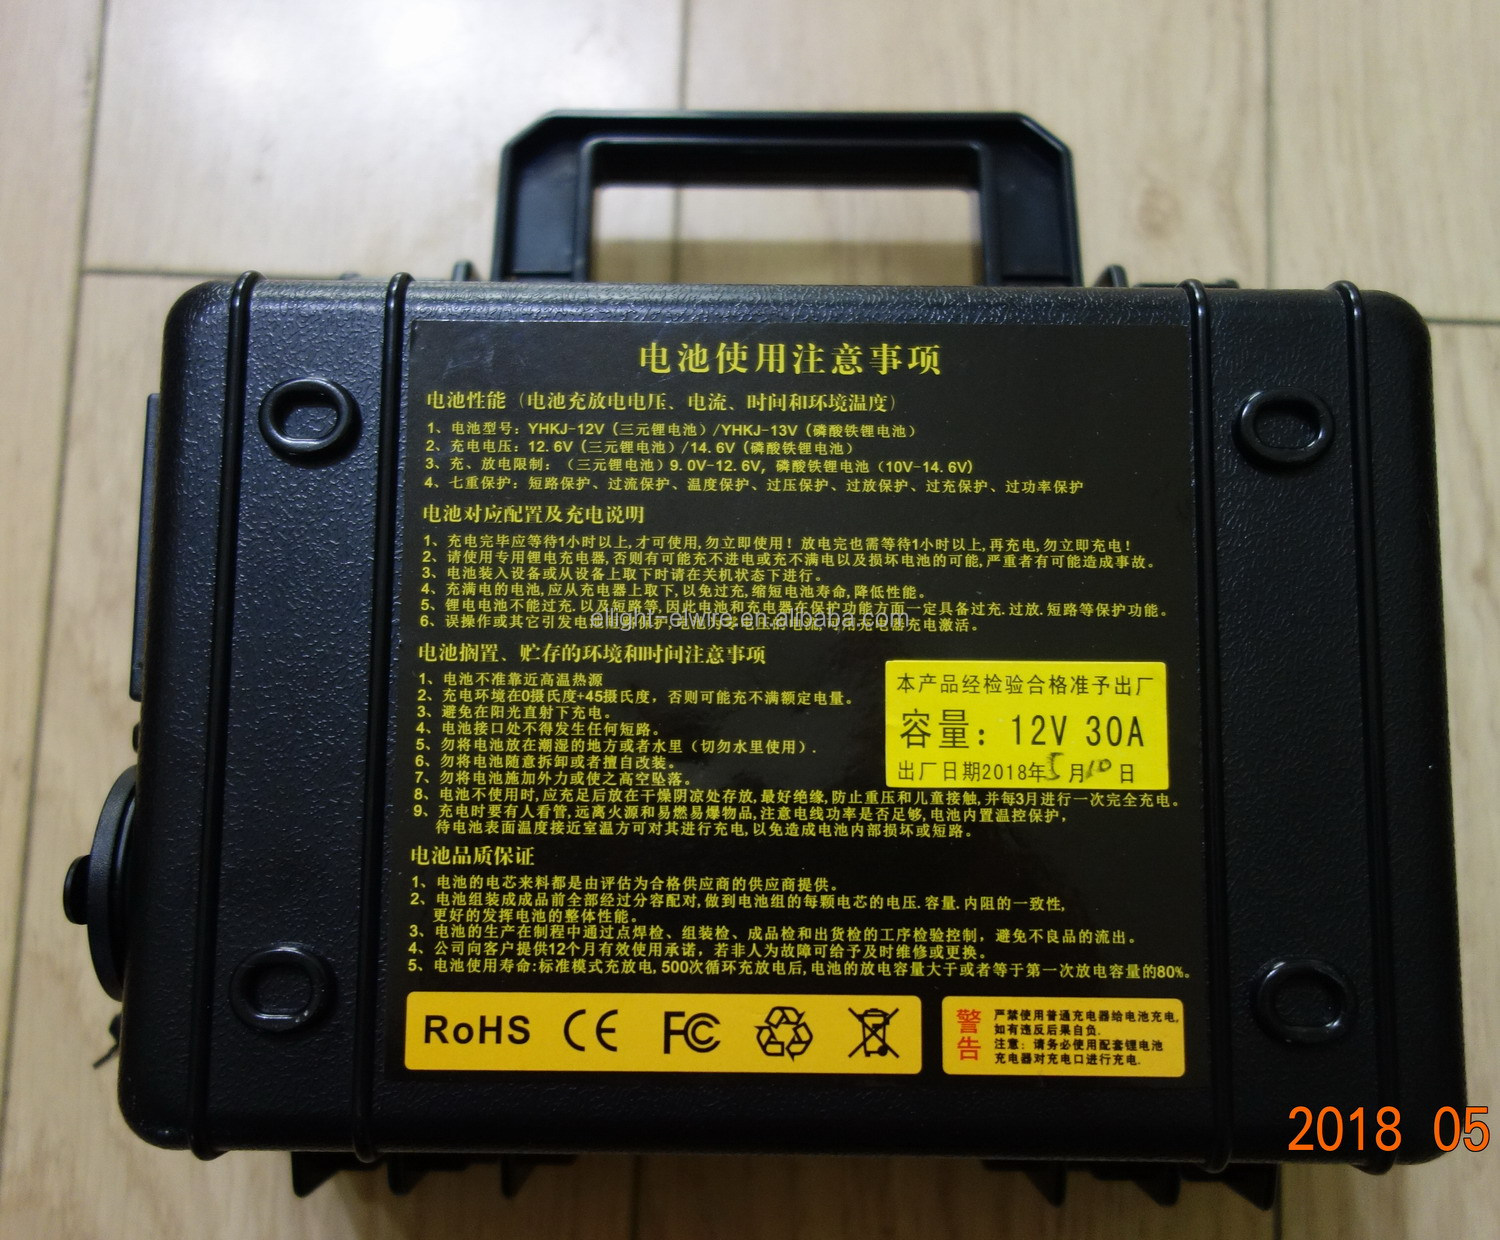 电池使用注意事项
电池性能（电池充放电电压、电流、时间和环境温度）
1、电池型号：YHKJ-12V（三元锂电池）/YHKJ-13V（磷酸铁锂电池）
2、充电电压：12.6V（三元锂电池）/14.6V（磷酸铁锂电池）
3、充、放电限制：（三元锂电池）9.0V-12.6V，磷酸铁锂电池（10V-14.6V）
4、七重保护：短路保护、过流保护、温度保护、过压保护、过放保护、过充保护、过功率保护
电池对应配置及充电说明
1、充电完毕应等待1小时以上,才可使用,勿立即使用！放电完也需等待1小时以上,再充电,勿立即充电！
2、请使用专用锂电充电器,否则有可能充不进电或充不满电以及损坏电池的可能,严重者有可能造成事故。
3、电池装入设备或从设备上取下时请在关机状态下进行。
4、充满电的电池,应从充电器上取下,以免过充,缩短电池寿命,降低性能。
5、锂电电池不能过充.以及短路等,因此电池和充电器在保护功能方面一定具备过充.过放.短路等保护功能。
6、误操作或其它引发电池 保护,电池为零电压的电池, 充电器充电激活。
elight-elwire.en.alibaba.com
电池搁置、贮存的环境和时间注意事项
1、电池不准靠近高温热源
2、充电环境在0摄氏度+45摄氏度，否则可能充不满额定电量。
3、避免在阳光直射下充电。
4、电池接口处不得发生任何短路。
5、勿将电池放在潮湿的地方或者水里（切勿水里使用）.
6、勿将电池随意拆卸或者擅自改装。
7、勿将电池施加外力或使之高空坠落。
8、电池不使用时,应充足后放在干燥阴凉处存放,最好绝缘,防止重压和儿童接触,并每3月进行一次完全充电。
9、充电时要有人看管,远离火源和易燃易爆物品,注意电线功率是否足够,电池内置温控保护,
待电池表面温度接近室温方可对其进行充电,以免造成电池内部损坏或短路。
本产品经检验合格准予出厂
容量：12V 30A
出厂日期2018年5月10日
电池品质保证
1、电池的电芯来料都是由评估为合格供应商的供应商提供。
2、电池组装成成品前全部经过分容配对,做到电池组的每颗电芯的电压.容量.内阻的一致性,
更好的发挥电池的整体性能。
3、电池的生产在制程中通过点焊检、组装检、成品检和出货检的工序检验控制，避免不良品的流出。
4、公司向客户提供12个月有效使用承诺，若非人为故障可给予及时维修或更换。
5、电池使用寿命:标准模式充放电,500次循环充放电后,电池的放电容量大于或者等于第一次放电容量的80%。
RoHS CE FC
警告
严禁使用普通充电器给电池充电,
如有违反后果自负.
注意：请务必使用配套锂电池
充电器对充电口进行充电.
2018 05